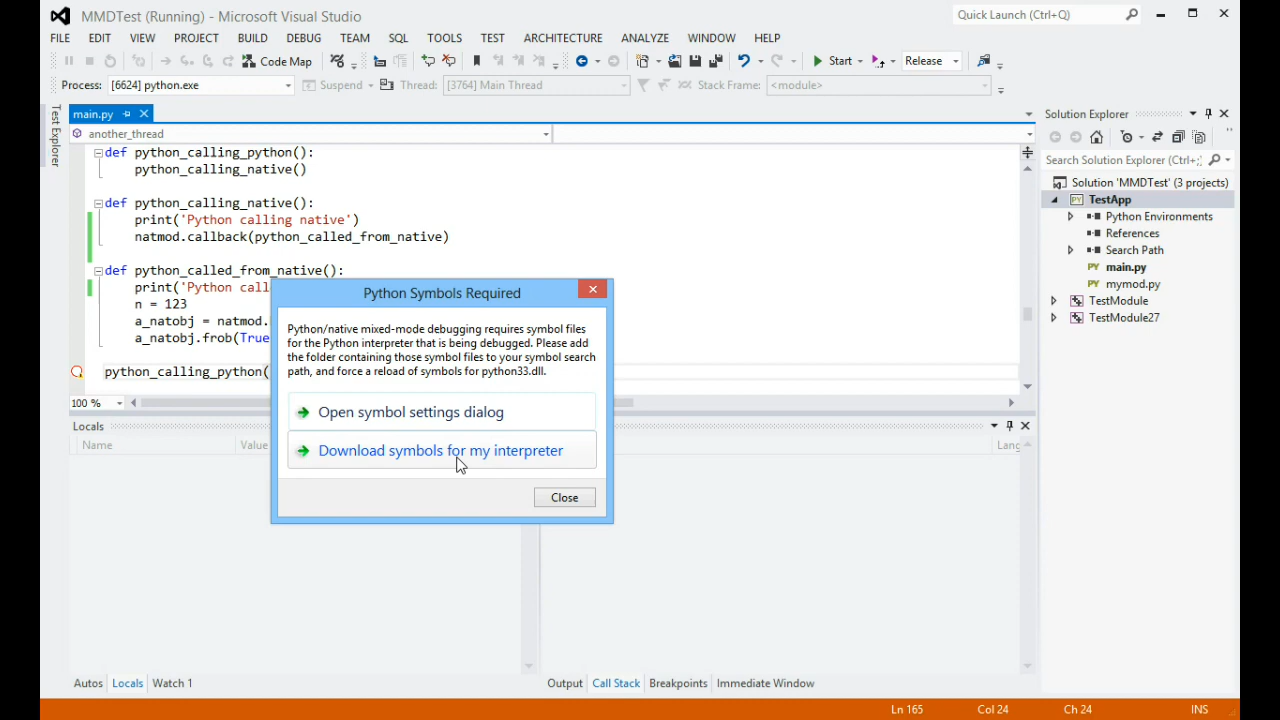 MMDTest (Running) - Microsoft Visual Studio
Quick Launch (Ctrl+Q)
FILE EDIT VIEW PROJECT BUILD DEBUG TEAM SQL TOOLS TEST ARCHITECTURE ANALYZE WINDOW HELP
Code Map
Start
Release
Process: [6624] python.exe
Suspend
Thread: [3764] Main Thread
Stack Frame: <module>
Test Explorer
main.py
another_thread
def python_calling_python():
python_calling_native()
def python_calling_native():
print('Python calling native')
natmod.callback(python_called_from_native)
def python_called_from_native():
print('Python call
n = 123
a_natobj = natmod.
a_natobj.frob(True
python_calling_python(
100 %
Python Symbols Required
Python/native mixed-mode debugging requires symbol files
for the Python interpreter that is being debugged. Please add
the folder containing those symbol files to your symbol search
path, and force a reload of symbols for python33.dll.
Open symbol settings dialog
Download symbols for my interpreter
Close
Locals
Name
Value
Lang
Autos Locals Watch 1
Output Call Stack Breakpoints Immediate Window
Solution Explorer
Search Solution Explorer (Ctrl+;
Solution 'MMDTest' (3 projects)
PY TestApp
Python Environments
References
Search Path
PY main.py
PY mymod.py
TestModule
TestModule27
Ln 165
Col 24
Ch 24
INS